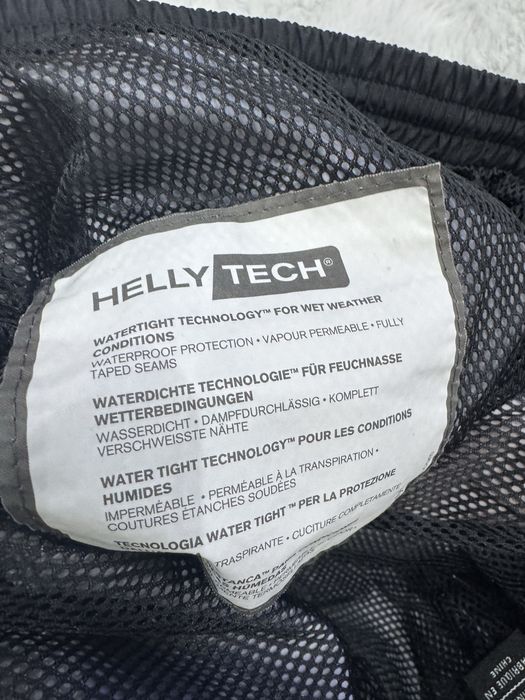 HELLY TECH®
WATERTIGHT TECHNOLOGY™ FOR WET WEATHER
CONDITIONS
WATERPROOF PROTECTION • VAPOUR PERMEABLE • FULLY
TAPED SEAMS
WATERDICHTE TECHNOLOGIE™ FÜR FEUCHNASSE
WETTERBEDINGUNGEN
WASSERDICHT • DAMPFDURCHLÄSSIG • KOMPLETT
VERSCHWEISSTE NÄHTE
WATER TIGHT TECHNOLOGY™ POUR LES CONDITIONS
HUMIDES
IMPERMÉABLE • PERMÉABLE À LA TRANSPIRATION •
COUTURES ÉTANCHES SOUDÉES
TECNOLOGIA WATER TIGHT™ PER LA PROTEZIONE
TRASPIRANTE • CUCITURE COMPLETAMENTE
CHINE